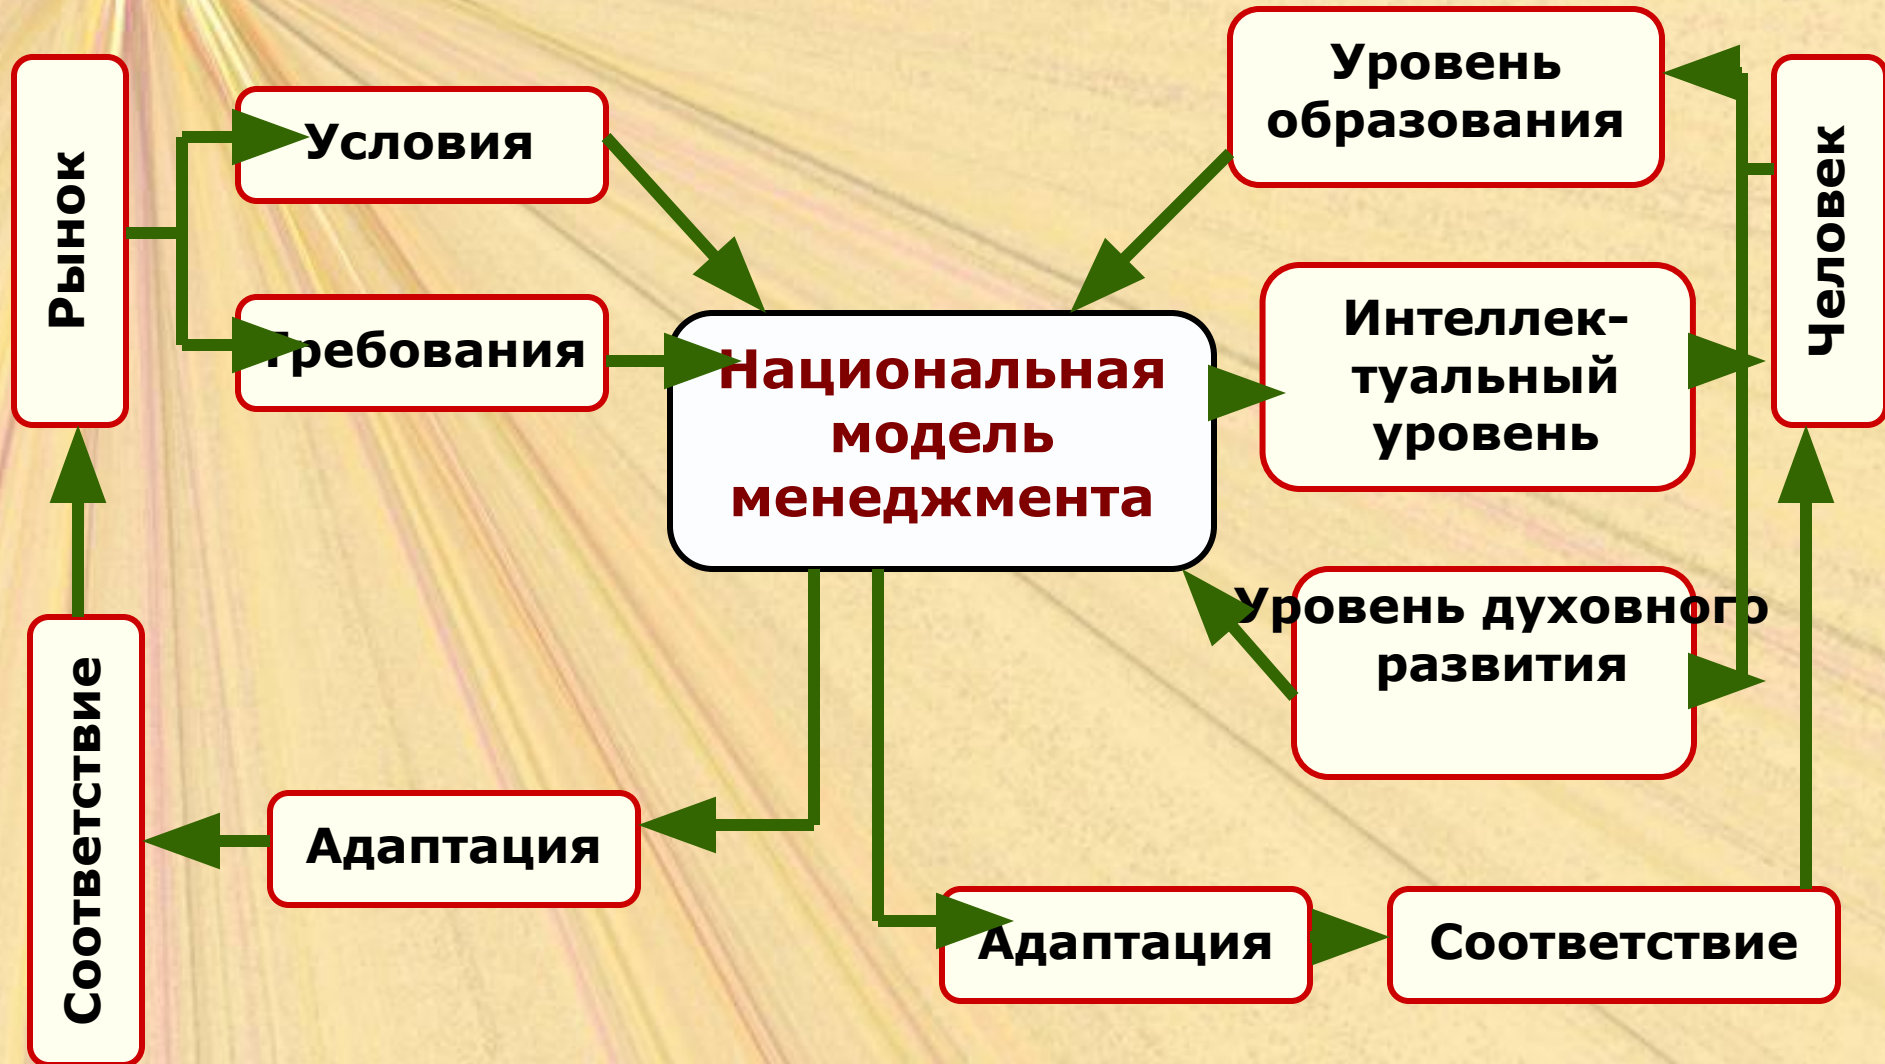 Рынок
Условия
Требования
Национальная
модель
менеджмента
Уровень
образования
Интеллек-
туальный
уровень
Уровень духовного
развития
Человек
Соответствие
Адаптация
Адаптация
Соответствие